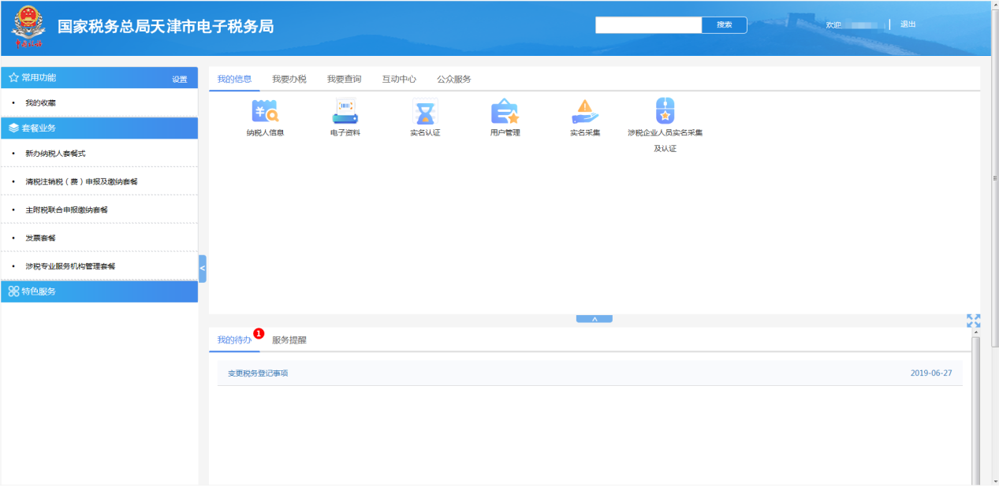 国家税务总局天津市电子税务局
搜索
欢迎
退出
常用功能
设置
我的收藏
套餐业务
新办纳税人套餐式
清税注销税（费）申报及缴纳套餐
主附税联合申报缴纳套餐
发票套餐
涉税专业服务机构管理套餐
特色服务
<
我的信息 我要办税 我要查询 互动中心 公众服务
纳税人信息 电子资料 实名认证 用户管理 实名采集 涉税企业人员实名采集
及认证
我的待办 1 服务提醒
变更税务登记事项 2019-06-27